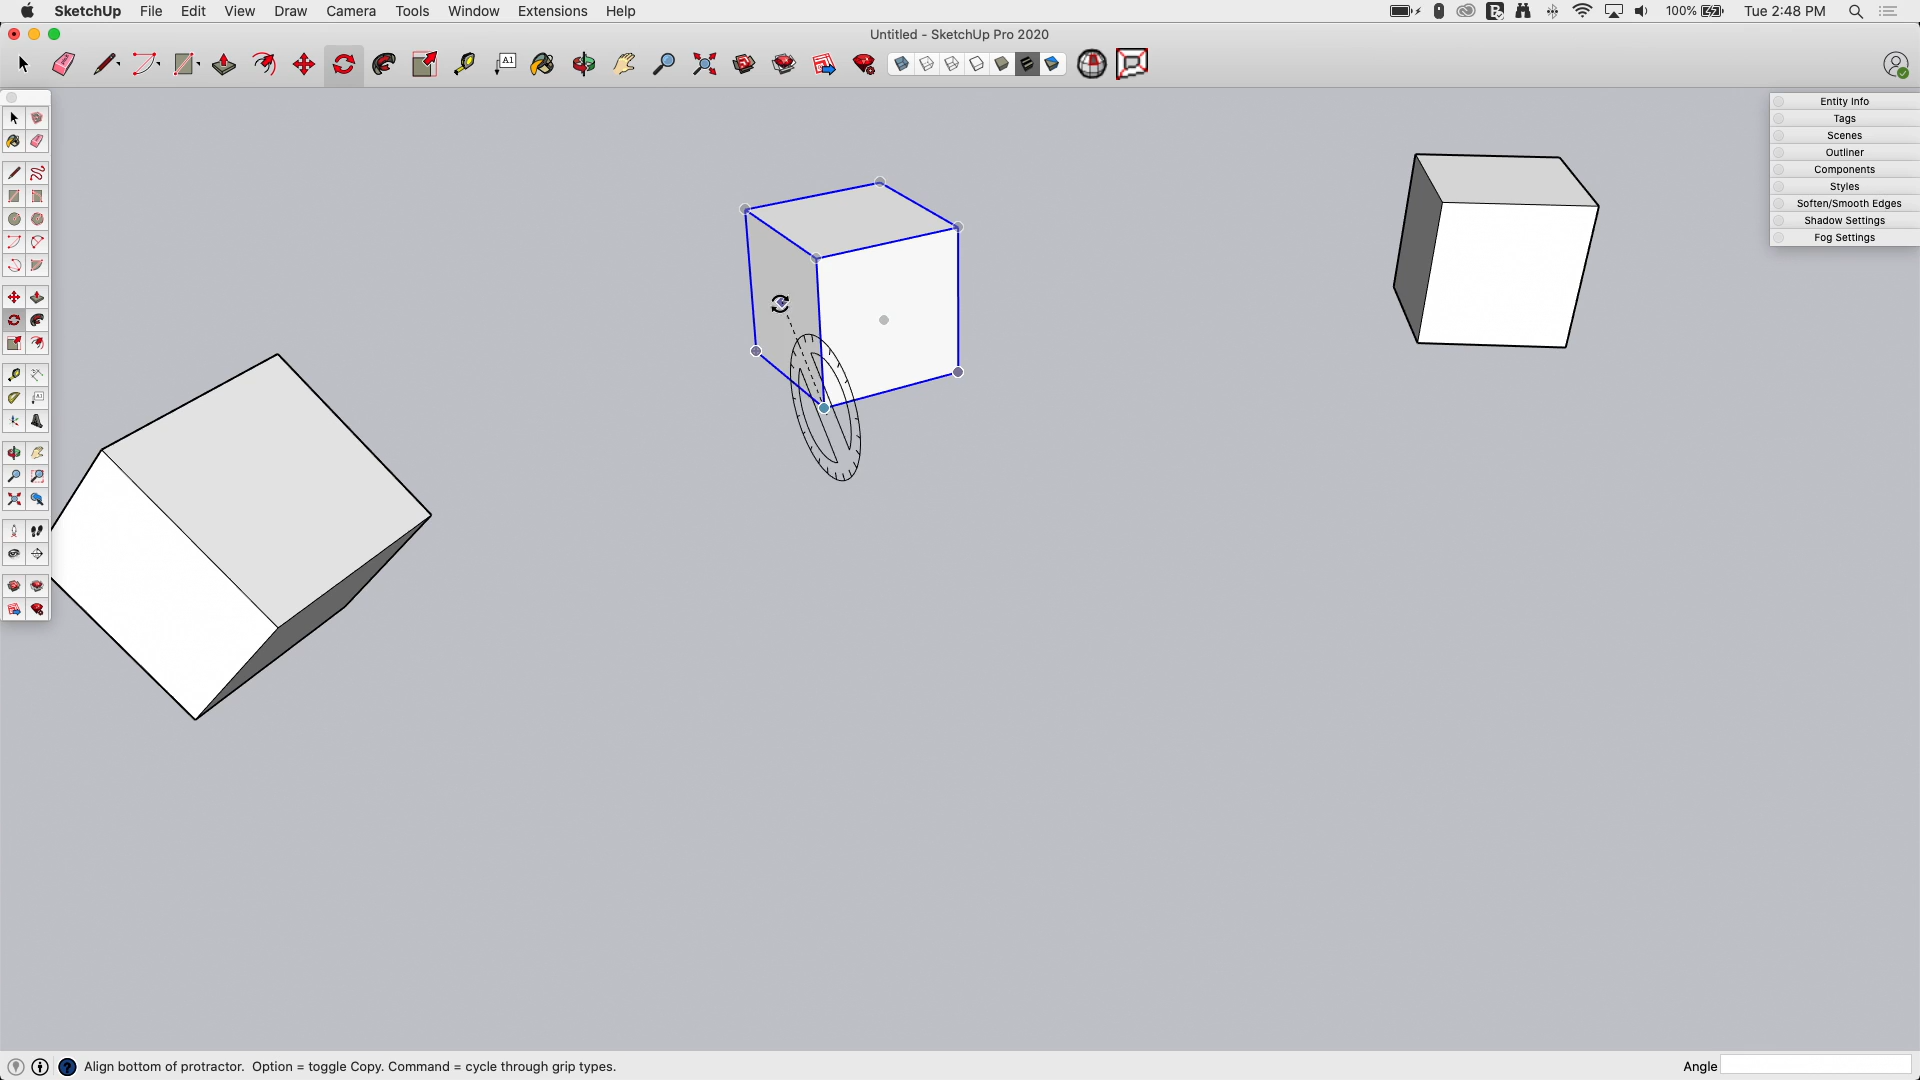 SketchUp File Edit View Draw Camera Tools Window Extensions Help 100% Tue 2:48 PM
Untitled - SketchUp Pro 2020
A1
Entity Info
Tags
Scenes
Outliner
Components
Styles
Soften/Smooth Edges
Shadow Settings
Fog Settings
Align bottom of protractor. Option = toggle Copy. Command = cycle through grip types. Angle